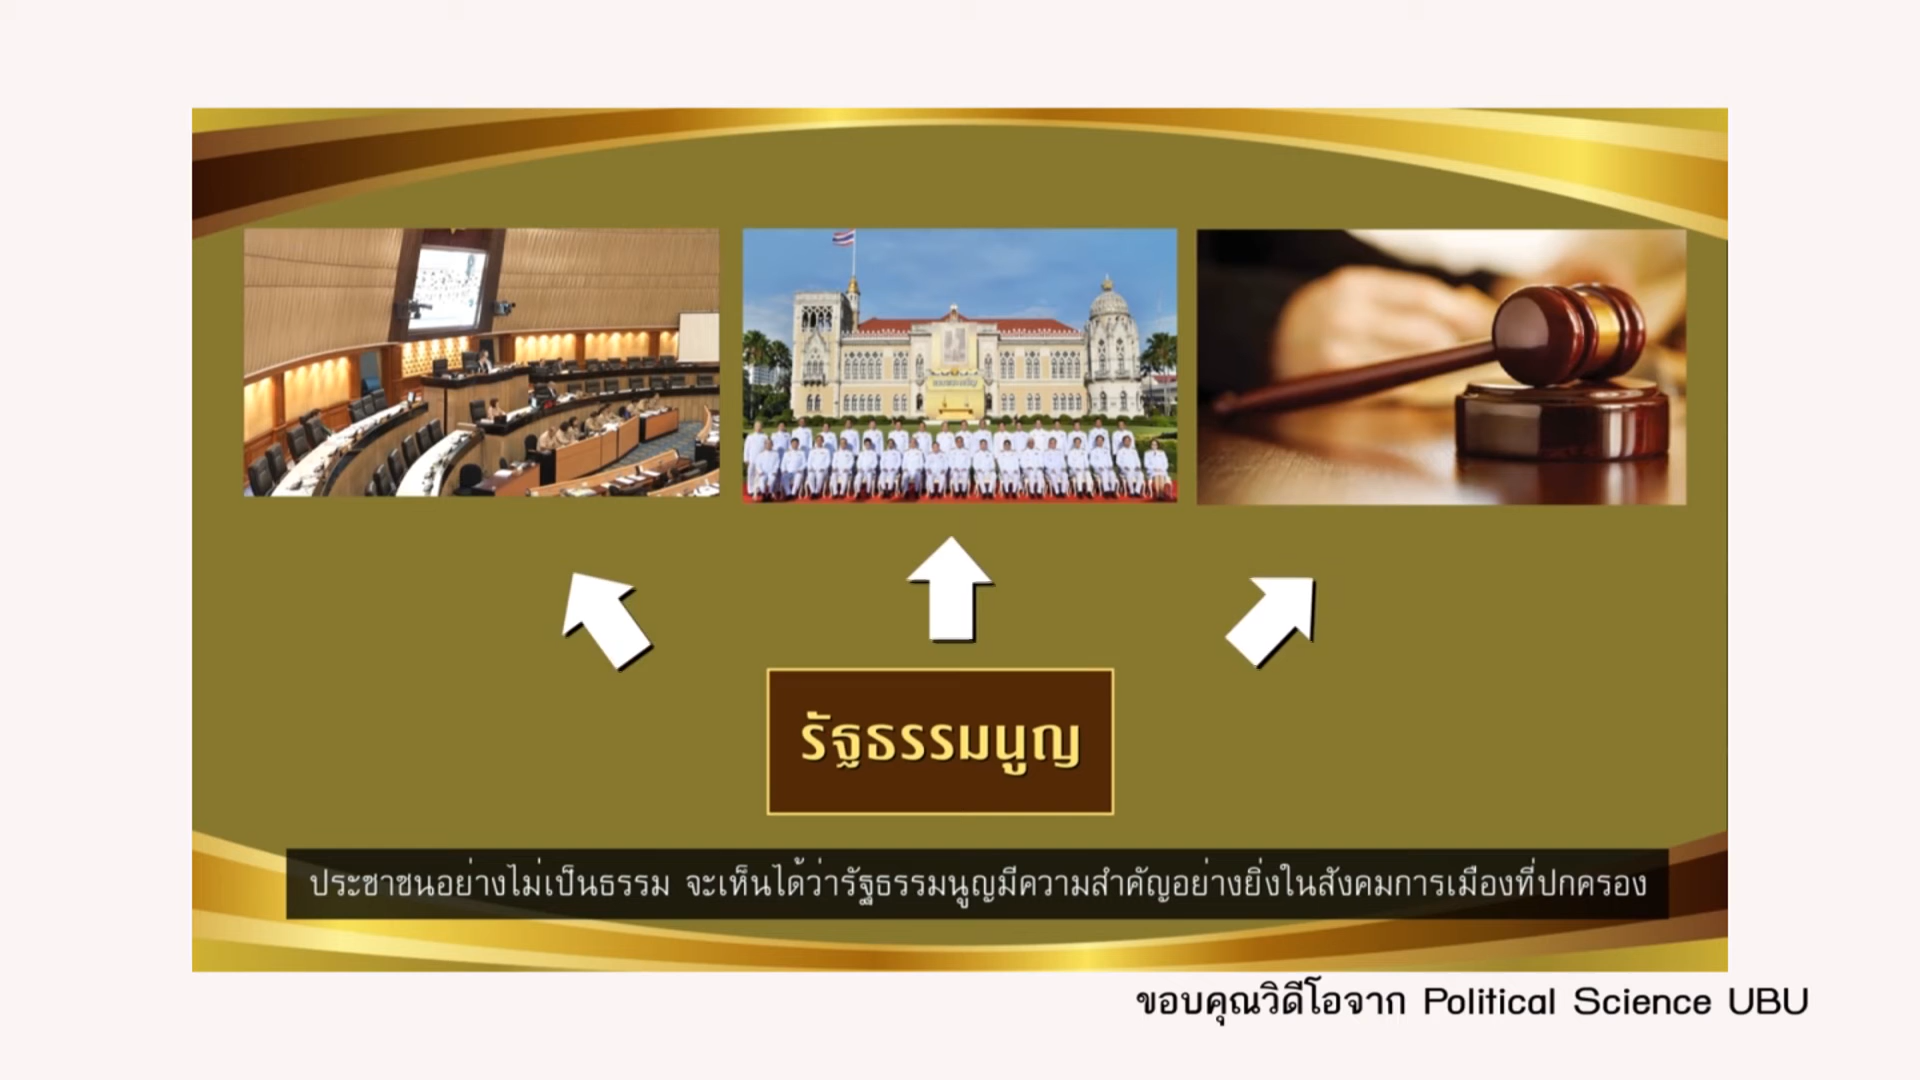 รัฐธรรมนูญ
ประชาชนอย่างไม่เป็นธรรม จะเห็นได้ว่ารัฐธรรมนูญมีความสำคัญอย่างยิ่งในสังคมการเมืองที่ปกครอง
ขอบคุณวิดีโอจาก Political Science UBU